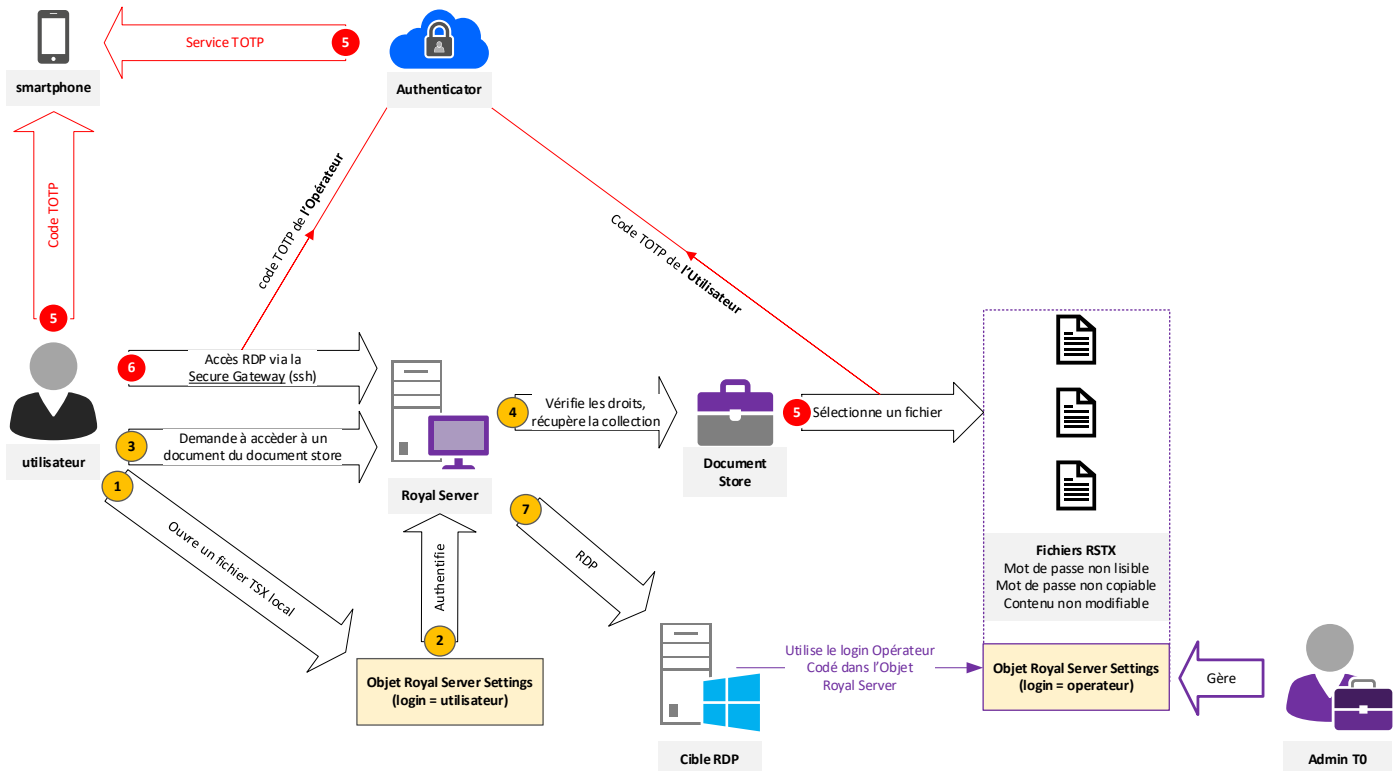 Service TOTP
5
smartphone
Authenticator
Code TOTP
5
code TOTP de l'Opérateur
Code TOTP de l'Utilisateur
6
Accès RDP via la
Secure Gateway (ssh)
3
Demande à accèder à un
document du document store
utilisateur
1
Ouvre un fichier TSX local
Royal Server
4
Vérifie les droits,
récupère la collection
Document
Store
5
Sélectionne un fichier
7
RDP
Authentifie
2
Objet Royal Server Settings
(login = utilisateur)
Fichiers RSTX
Mot de passe non lisible
Mot de passe non copiable
Contenu non modifiable
Utilise le login Opérateur
Codé dans l'Objet
Royal Server
Objet Royal Server Settings
(login = operateur)
Gère
Cible RDP
Admin T0